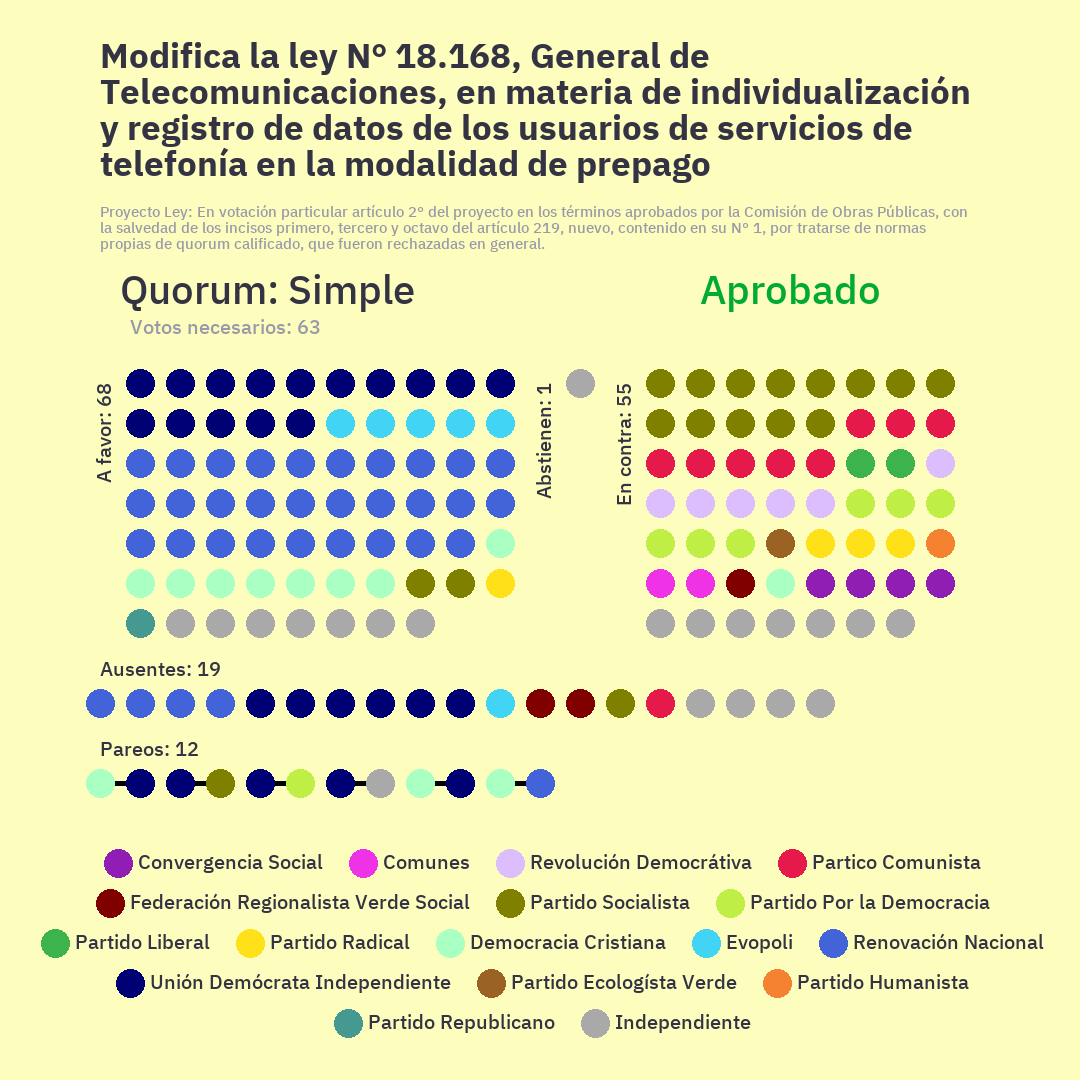 Modifica la ley N° 18.168, General de
Telecomunicaciones, en materia de individualización
y registro de datos de los usuarios de servicios de
telefonía en la modalidad de prepago
Proyecto Ley: En votación particular artículo 2° del proyecto en los términos aprobados por la Comisión de Obras Públicas, con
la salvedad de los incisos primero, tercero y octavo del artículo 219, nuevo, contenido en su N° 1, por tratarse de normas
propias de quorum calificado, que fueron rechazadas en general.
Quorum: Simple
Aprobado
Votos necesarios: 63
A favor: 68
Abstienen: 1
En contra: 55
Ausentes: 19
Pareos: 12
Convergencia Social Comunes Revolución Democrátiva Partico Comunista
Federación Regionalista Verde Social Partido Socialista Partido Por la Democracia
Partido Liberal Partido Radical Democracia Cristiana Evopoli Renovación Nacional
Unión Demócrata Independiente Partido Ecologísta Verde Partido Humanista
Partido Republicano Independiente